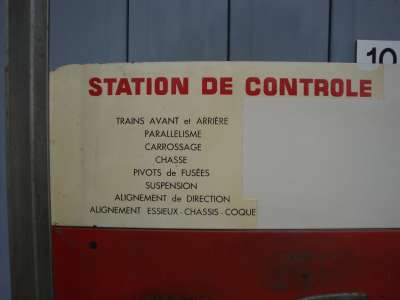 10
STATION DE CONTROLE
TRAINS AVANT et ARRIÈRE
PARALLELISME
CARROSSAGE
CHASSE
PIVOTS de FUSÉES
SUSPENSION
ALIGNEMENT de DIRECTION
ALIGNEMENT ESSIEUX - CHASSIS - COQUE